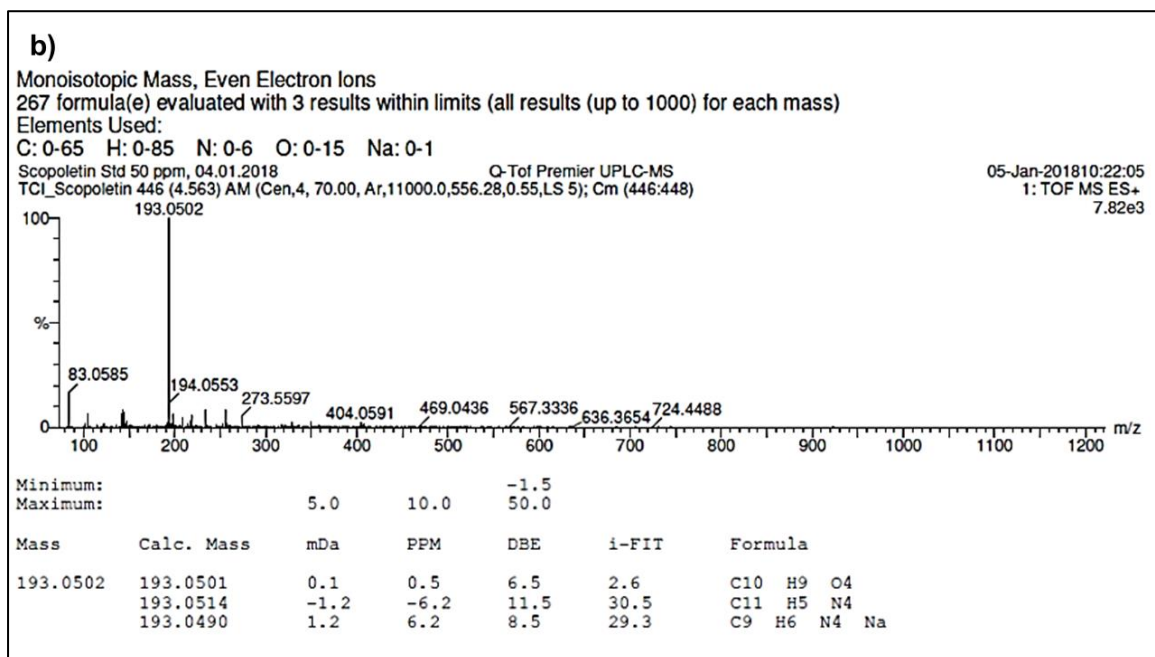 b)
Monoisotopic Mass, Even Electron Ions
267 formula(e) evaluated with 3 results within limits (all results (up to 1000) for each mass)
Elements Used:
C: 0-65 H: 0-85 N: 0-6 O: 0-15 Na: 0-1
Scopoletin Std 50 ppm, 04.01.2018 Q-Tof Premier UPLC-MS 05-Jan-201810:22:05
TCI_Scopoletin 446 (4.563) AM (Cen,4, 70.00, Ar,11000.0,556.28,0.55,LS 5); Cm (446:448) 1: TOF MS ES+
193.0502 7.82e3
100
%
83.0585
194.0553
273.5597
404.0591
469.0436
567.3336
636.3654
724.4488
0
m/z
100 200 300 400 500 600 700 800 900 1000 1100 1200
Minimum: -1.5
Maximum: 5.0 10.0 50.0
Mass Calc. Mass mDa PPM DBE i-FIT Formula
193.0502 193.0501 0.1 0.5 6.5 2.6 C10 H9 O4
193.0514 -1.2 -6.2 11.5 30.5 C11 H5 N4
193.0490 1.2 6.2 8.5 29.3 C9 H6 N4 Na